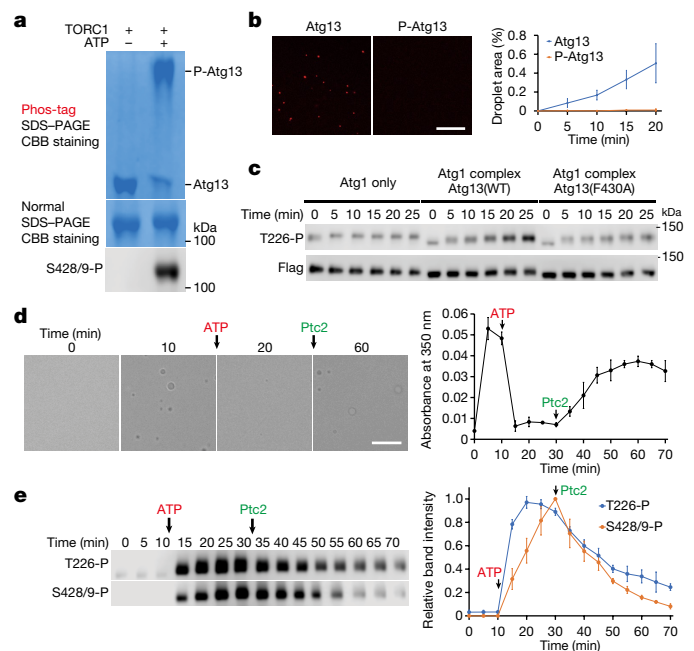 a
TORC1 – +
ATP – +
P-Atg13
Phos-tag
SDS–PAGE
CBB staining
Atg13
Normal
SDS–PAGE
CBB staining
kDa
100
S428/9-P
100
b
Atg13 P-Atg13
Droplet area (%)
0.8
0.6
0.4
0.2
0
Atg13
P-Atg13
0 5 10 15 20
Time (min)
c
Atg1 only
Atg1 complex
Atg13(WT)
Atg1 complex
Atg13(F430A)
Time (min) 0 5 10 15 20 25 0 5 10 15 20 25 0 5 10 15 20 25 kDa
150
T226-P
150
Flag
d
Time (min)
ATP
Ptc2
0 10 20 60
Absorbance at 350 nm
0.06
0.05
0.04
0.03
0.02
0.01
0
ATP
Ptc2
0 10 20 30 40 50 60 70
Time (min)
e
ATP
Ptc2
Time (min) 0 5 10 15 20 25 30 35 40 45 50 55 60 65 70
T226-P
S428/9-P
Relative band intensity
1.0
0.8
0.6
0.4
0.2
0
Ptc2
T226-P
S428/9-P
ATP
0 10 20 30 40 50 60 70
Time (min)